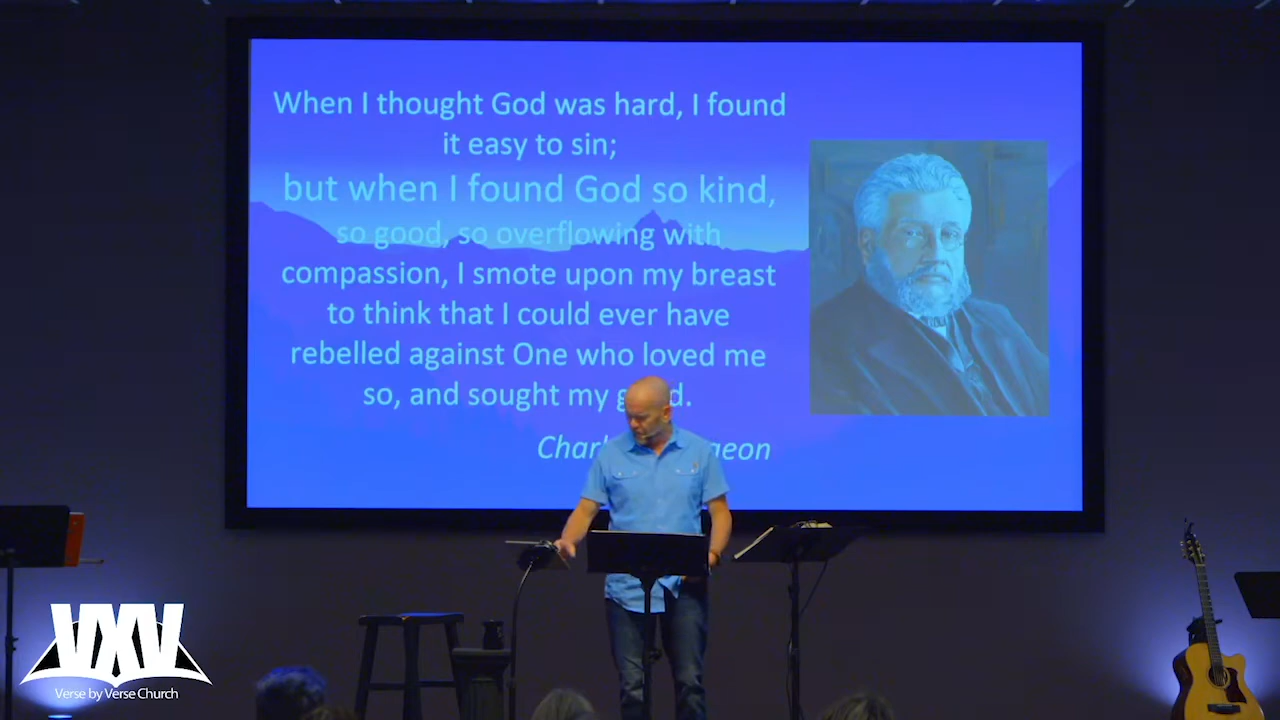 When I thought God was hard, I found
it easy to sin;
but when I found God so kind,
so good, so overflowing with
compassion, I smote upon my breast
to think that I could ever have
rebelled against One who loved me
so, and sought my
VXV
Verse by Verse Church